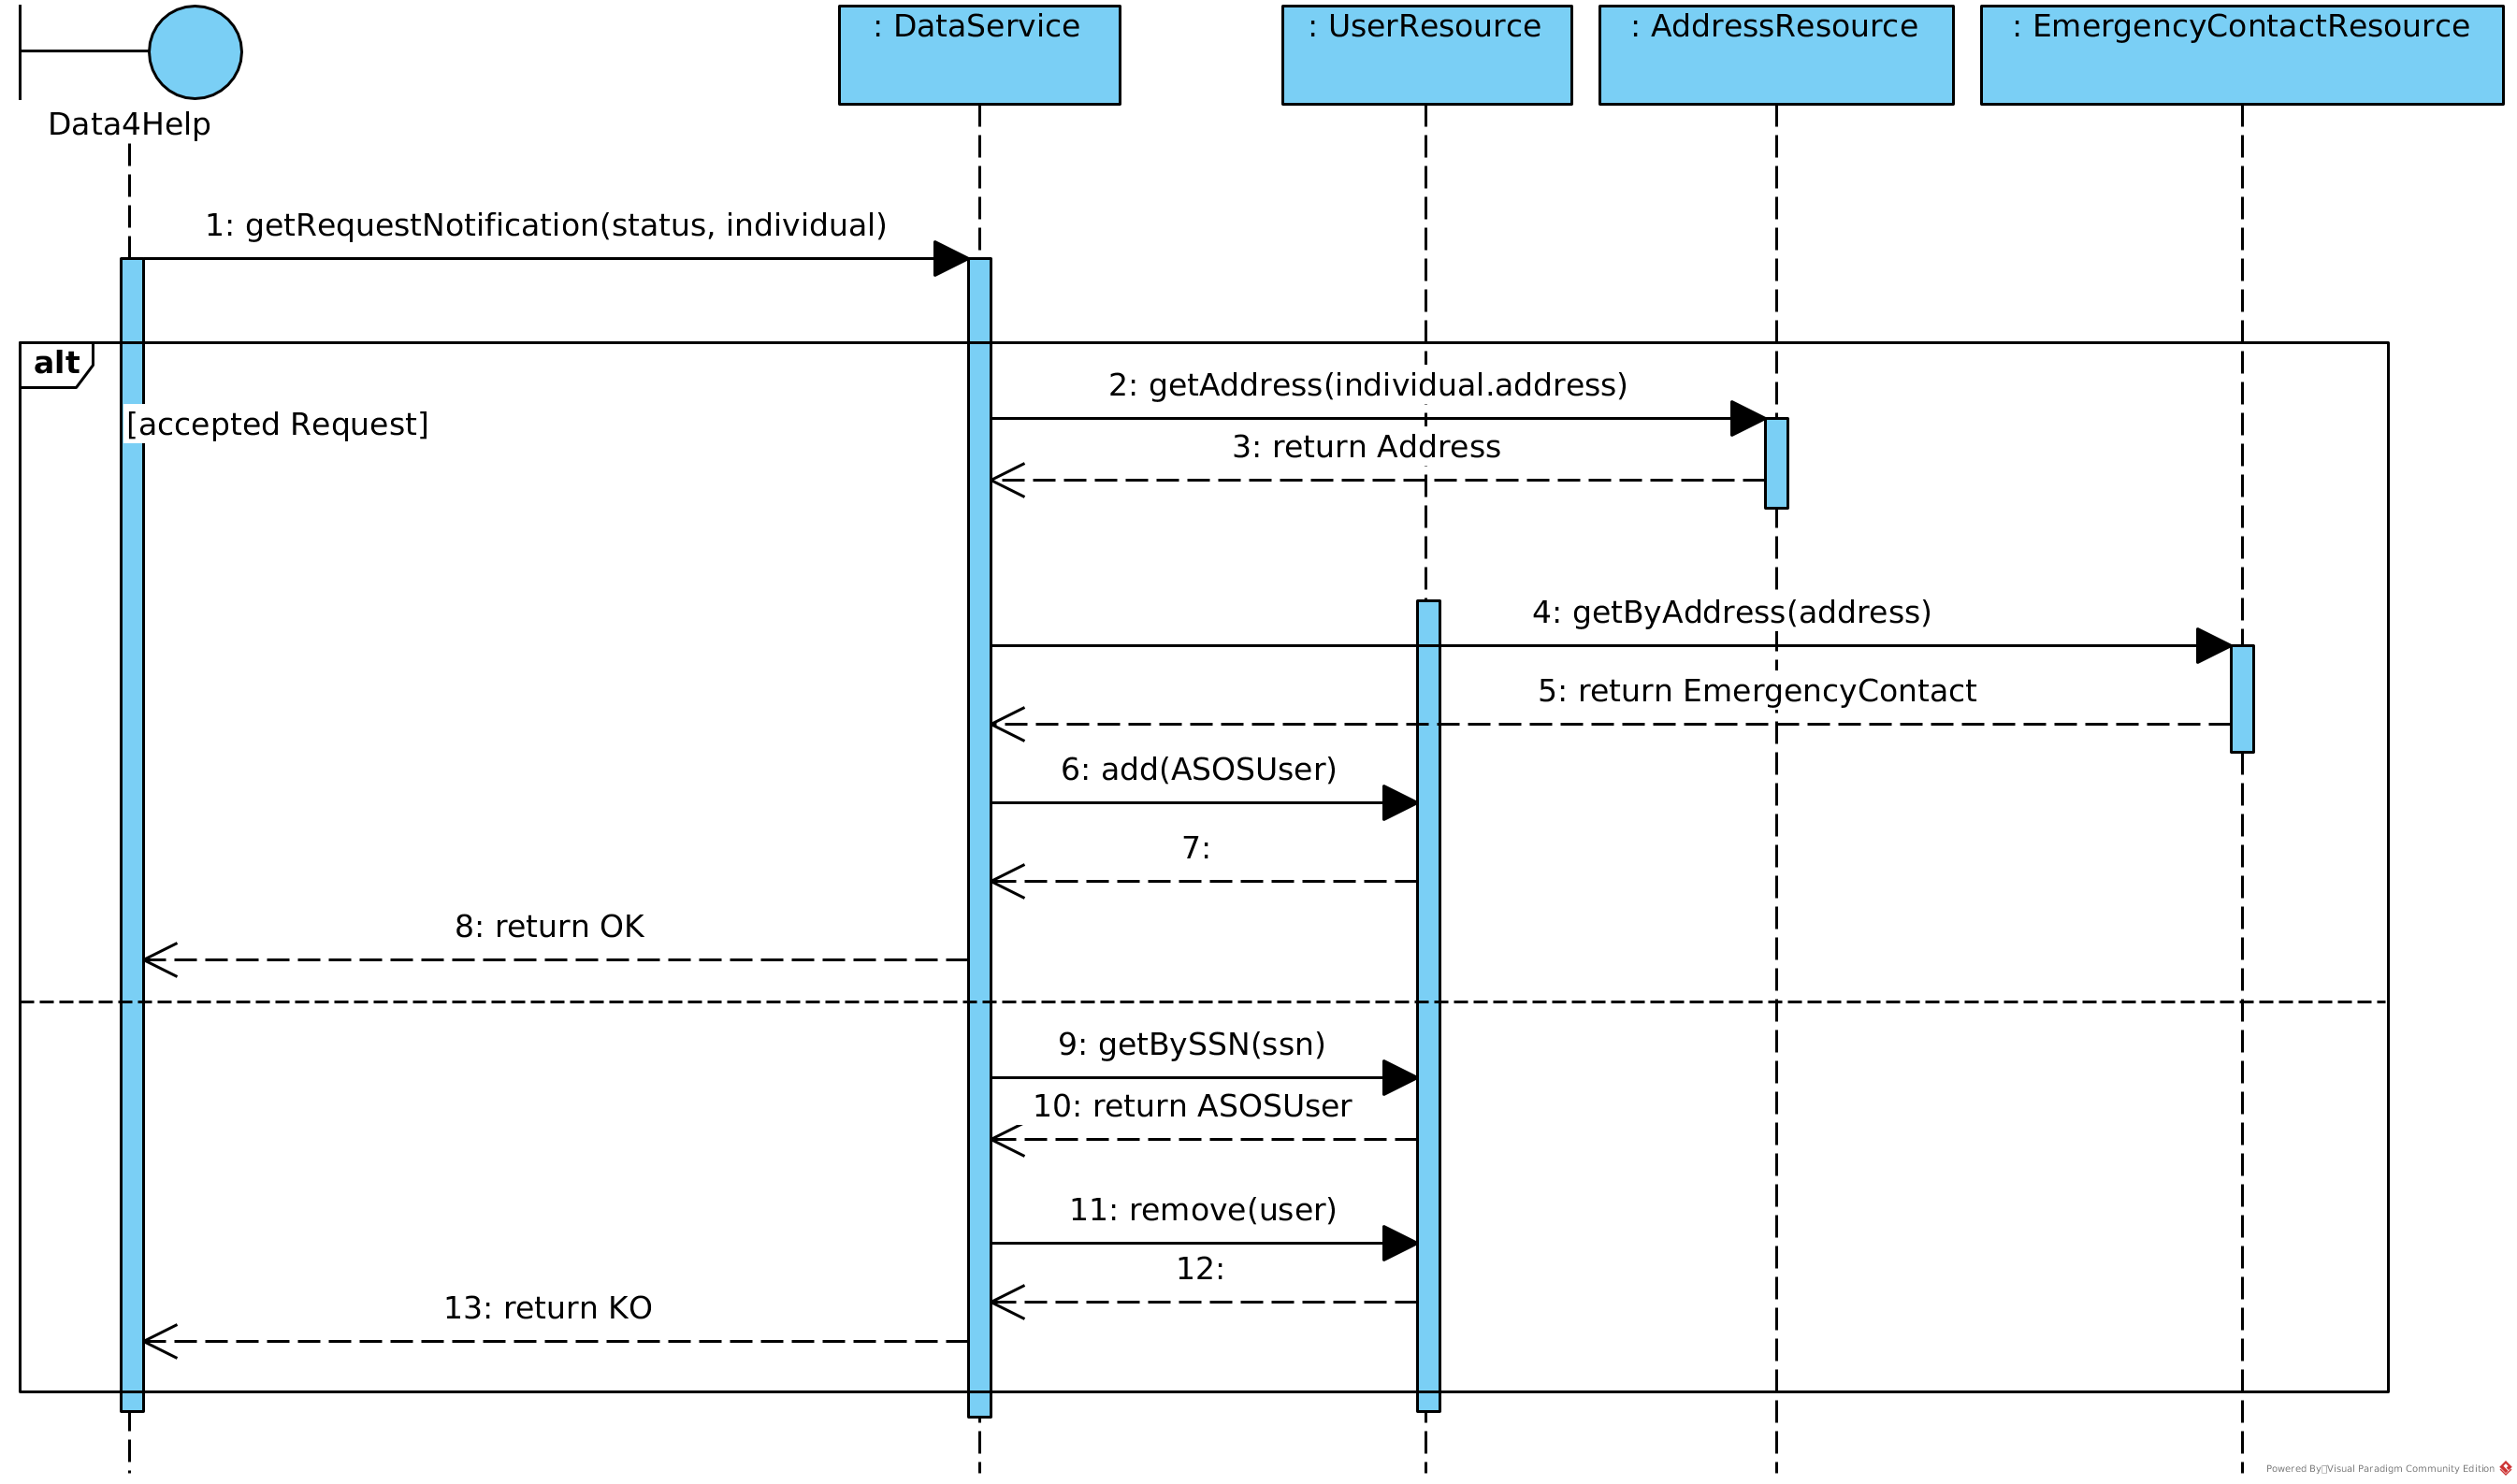 : DataService
: UserResource
: AddressResource
: EmergencyContactResource
Data4Help
1: getRequestNotification(status, individual)
alt
2: getAddress(individual.address)
[accepted Request]
3: return Address
4: getByAddress(address)
5: return EmergencyContact
6: add(ASOSUser)
7:
8: return OK
9: getBySSN(ssn)
10: return ASOSUser
11: remove(user)
12:
13: return KO
Powered By Visual Paradigm Community Edition